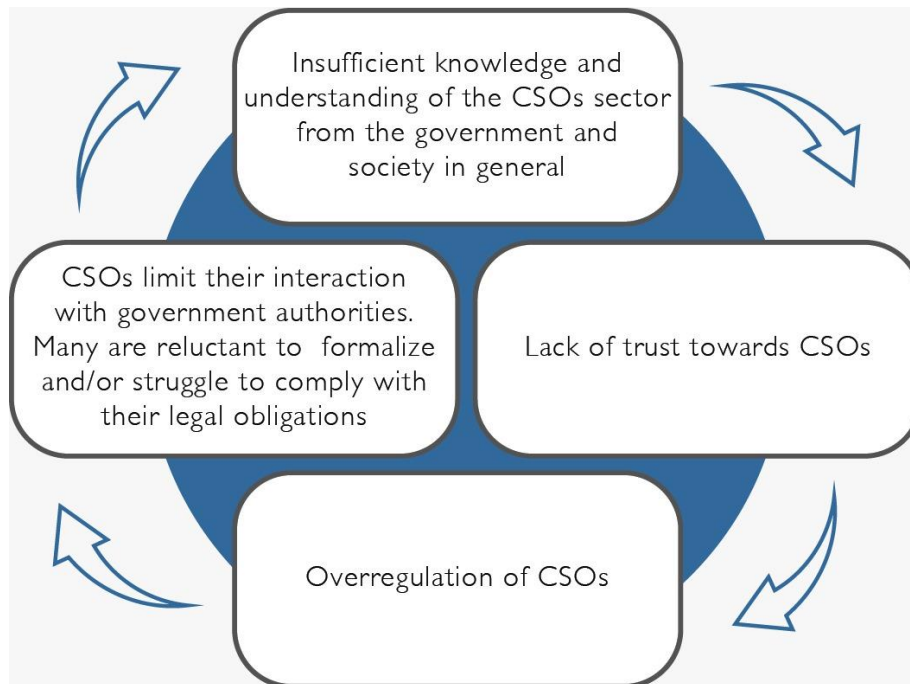 Insufficient knowledge and
understanding of the CSOs sector
from the government and
society in general
CSOs limit their interaction
with government authorities.
Many are reluctant to formalize
and/or struggle to comply with
their legal obligations
Lack of trust towards CSOs
Overregulation of CSOs